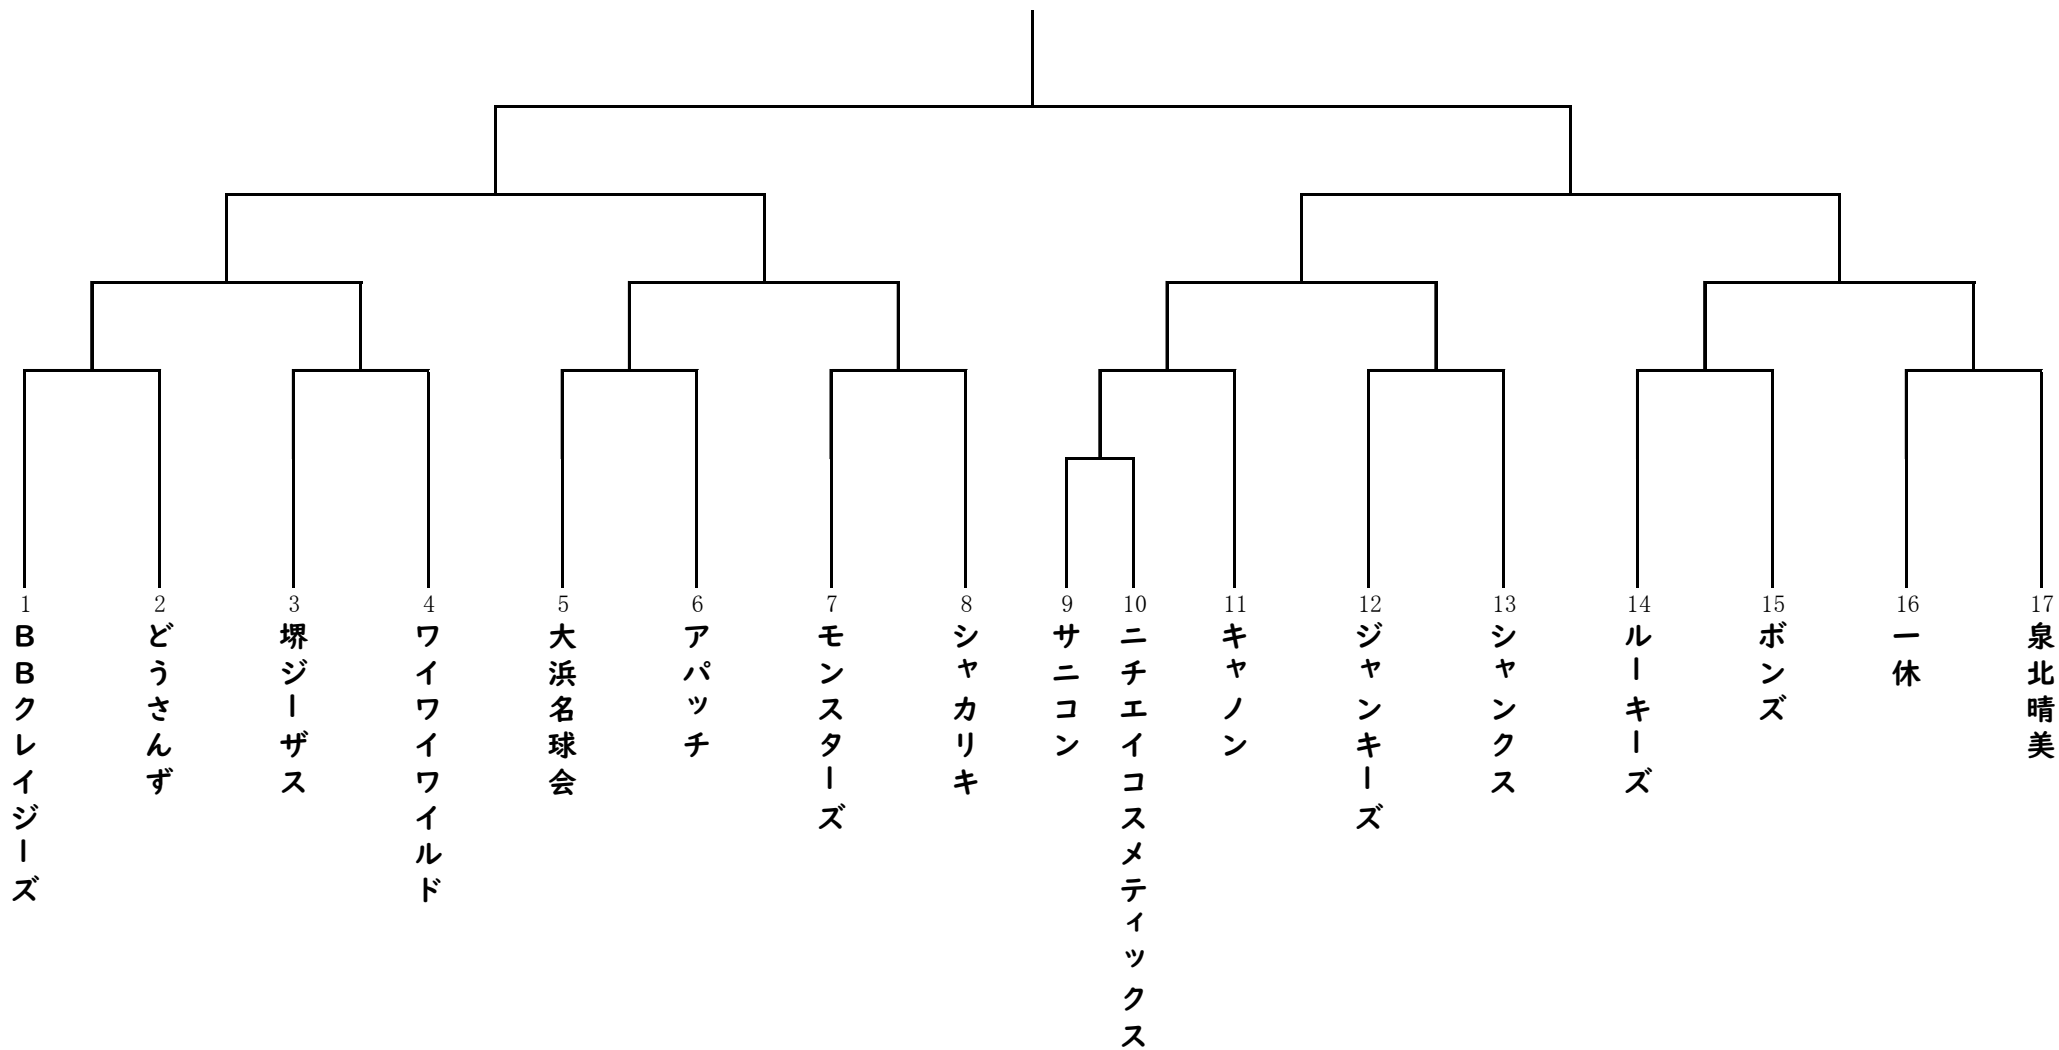 1
BBクレイジーズ
2
どうさんず
3
堺ジーザス
4
ワイワイワイルド
5
大浜名球会
6
アパッチ
7
モンスターズ
8
シャカリキ
9
サニコン
10
ニチエイコスメティックス
11
キャノン
12
ジャンキーズ
13
シャンクス
14
ルーキーズ
15
ボンズ
16
一休
17
泉北晴美